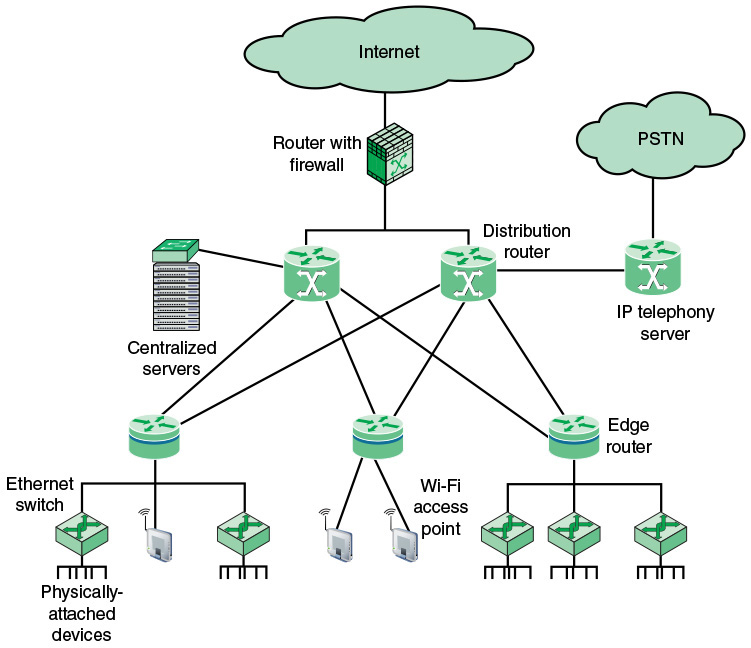 Internet
Router with
firewall
PSTN
Distribution
router
IP telephony
server
Centralized
servers
Edge
router
Ethernet
switch
Wi-Fi
access
point
Physically-
attached
devices